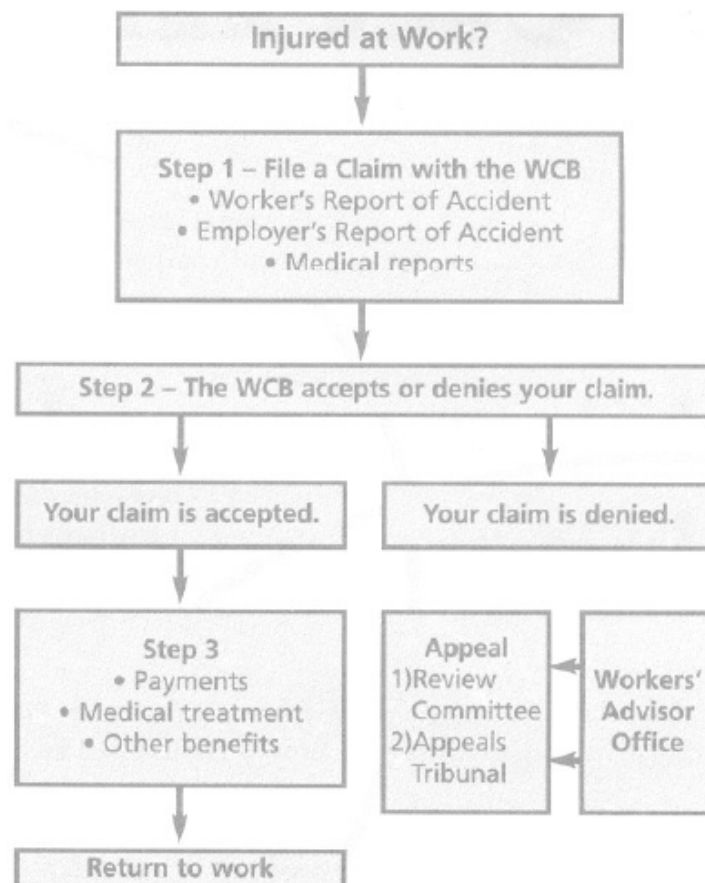 Injured at Work?
Step 1 – File a Claim with the WCB
• Worker's Report of Accident
• Employer's Report of Accident
• Medical reports
Step 2 – The WCB accepts or denies your claim.
Your claim is accepted.
Your claim is denied.
Step 3
• Payments
• Medical treatment
• Other benefits
Appeal
1)Review
Committee
2)Appeals
Tribunal
Workers'
Advisor
Office
Return to work